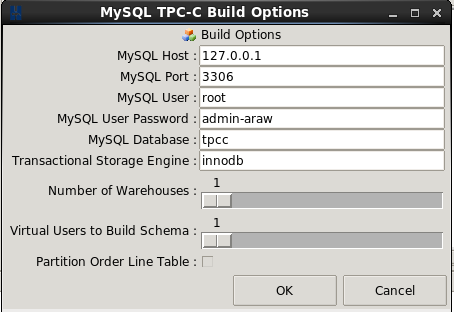 MySQL TPC-C Build Options
Build Options
MySQL Host : 127.0.0.1
MySQL Port : 3306
MySQL User : root
MySQL User Password : admin-araw
MySQL Database : tpcc
Transactional Storage Engine : innodb
1
Number of Warehouses :
1
Virtual Users to Build Schema :
Partition Order Line Table :
OK Cancel